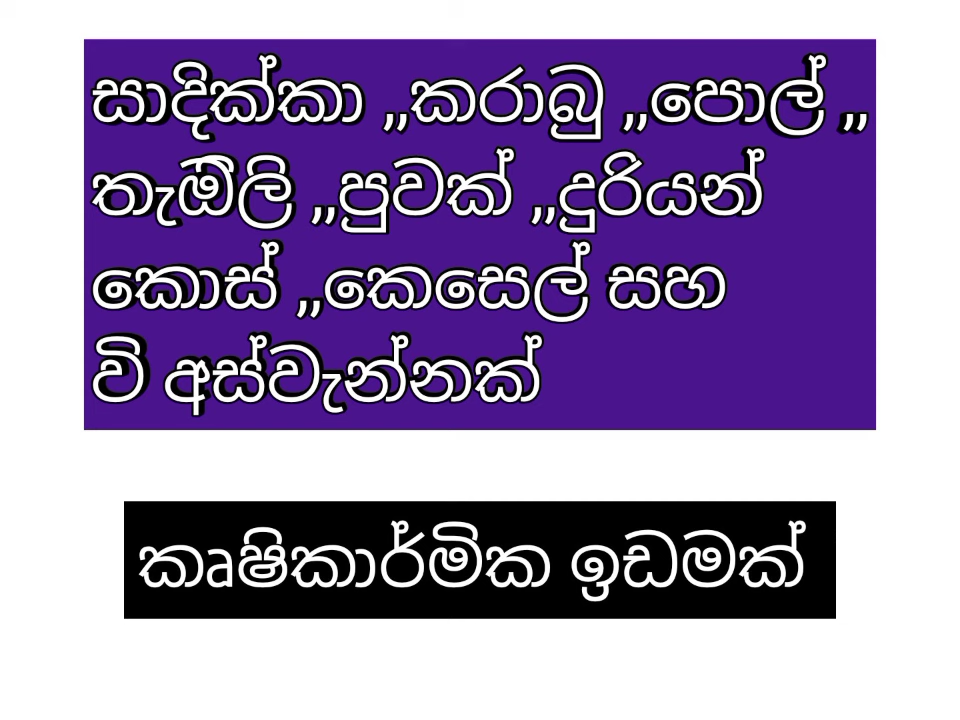 සාදික්කා ,,කරාබු ,,පොල් ,,
තැඹිලි ,,පුවක් ,,දුරියන්
කොස් ,,කෙසෙල් සහ
වි අස්වැන්නක්
කෘෂිකාර්මික ඉඩමක්